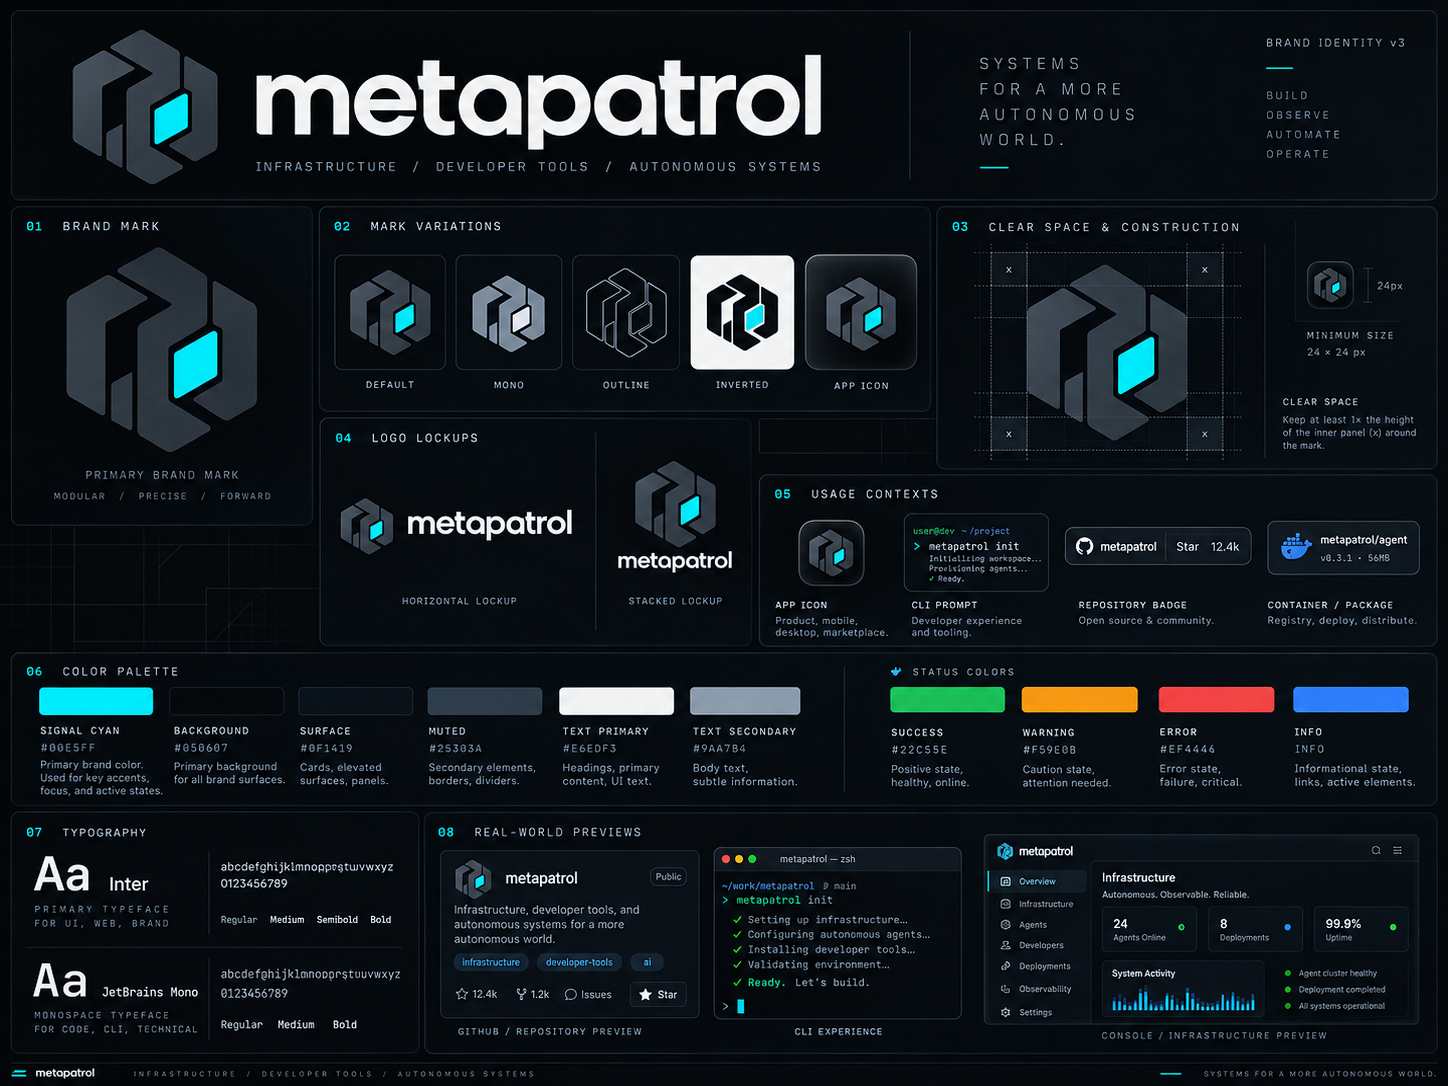 metapatrol
INFRASTRUCTURE / DEVELOPER TOOLS / AUTONOMOUS SYSTEMS
SYSTEMS
FOR A MORE
AUTONOMOUS
WORLD.
BRAND IDENTITY v3
BUILD
OBSERVE
AUTOMATE
OPERATE
01 BRAND MARK
PRIMARY BRAND MARK
MODULAR / PRECISE / FORWARD
02 MARK VARIATIONS
DEFAULT
MONO
OUTLINE
INVERTED
APP ICON
03 CLEAR SPACE & CONSTRUCTION
x
x
x
x
24px
MINIMUM SIZE
24 × 24 px
CLEAR SPACE
Keep at least 1× the height
of the inner panel (x) around
the mark.
04 LOGO LOCKUPS
metapatrol
HORIZONTAL LOCKUP
metapatrol
STACKED LOCKUP
05 USAGE CONTEXTS
APP ICON
Product, mobile,
desktop, marketplace.
user@dev ~/project
> metapatrol init
Initializing workspace...
Provisioning agents...
✓ Ready.
CLI PROMPT
Developer experience
and tooling.
metapatrol Star 12.4k
REPOSITORY BADGE
Open source & community.
metapatrol/agent
v0.3.1 • 56MB
CONTAINER / PACKAGE
Registry, deploy, distribute.
06 COLOR PALETTE
SIGNAL CYAN
#00E5FF
Primary brand color.
Used for key accents,
focus, and active states.
BACKGROUND
#050607
Primary background
for all brand surfaces.
SURFACE
#0F1419
Cards, elevated
surfaces, panels.
MUTED
#25303A
Secondary elements,
borders, dividers.
TEXT PRIMARY
#E6EDF3
Headings, primary
content, UI text.
TEXT SECONDARY
#9AA7B4
Body text,
subtle information.
STATUS COLORS
SUCCESS
#22C55E
Positive state,
healthy, online.
WARNING
#F59E0B
Caution state,
attention needed.
ERROR
#EF4446
Error state,
failure, critical.
INFO
INFO
Informational state,
links, active elements.
07 TYPOGRAPHY
Aa Inter
PRIMARY TYPEFACE
FOR UI, WEB, BRAND
0123456789
Regular Medium Semibold Bold
Aa JetBrains Mono
MONOSPACE TYPEFACE
FOR CODE, CLI, TECHNICAL
0123456789
Regular Medium Bold
08 REAL-WORLD PREVIEWS
metapatrol
Public
Infrastructure, developer tools, and
autonomous systems for a more
autonomous world.
infrastructure developer-tools ai
12.4k 1.2k Issues Star
GITHUB / REPOSITORY PREVIEW
metapatrol — zsh
~/work/metapatrol main
> metapatrol init
✓ Setting up infrastructure…
✓ Configuring autonomous agents…
✓ Installing developer tools…
✓ Validating environment…
✓ Ready. Let's build.
>
CLI EXPERIENCE
metapatrol
Overview
Infrastructure
Agents
Developers
Deployments
Observability
Settings
Infrastructure
Autonomous. Observable. Reliable.
24
Agents Online
8
Deployments
99.9%
Uptime
System Activity
Agent cluster healthy
Deployment completed
All systems operational
CONSOLE / INFRASTRUCTURE PREVIEW
metapatrol INFRASTRUCTURE / DEVELOPER TOOLS / AUTONOMOUS SYSTEMS
SYSTEMS FOR A MORE AUTONOMOUS WORLD.